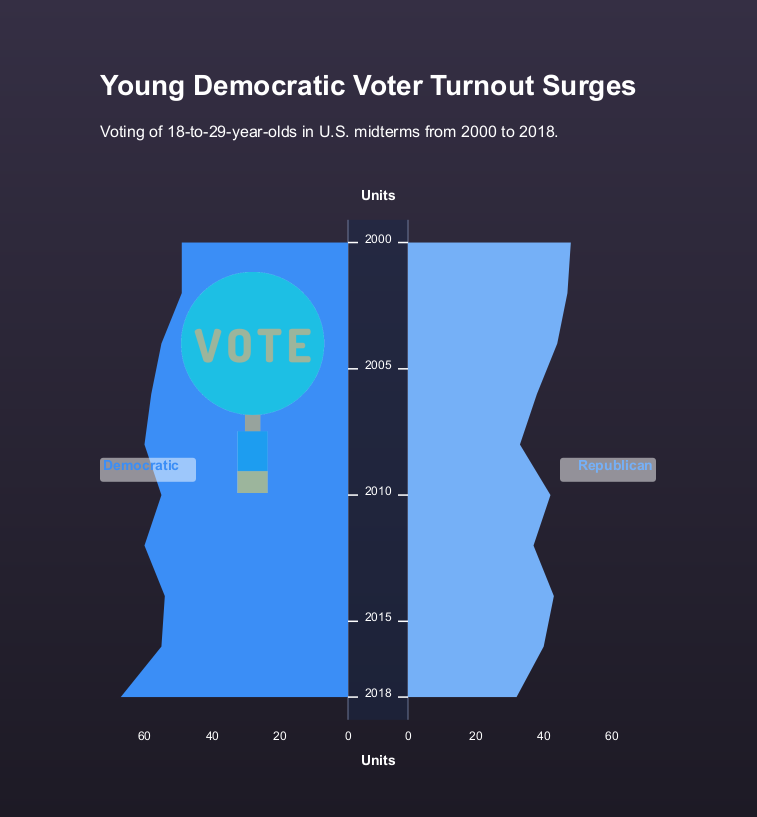 Young Democratic Voter Turnout Surges
Voting of 18-to-29-year-olds in U.S. midterms from 2000 to 2018.
Units
2000
VOTE
2005
Democratic
Republican
2010
2015
2018
60 40 20 0 0 20 40 60
Units